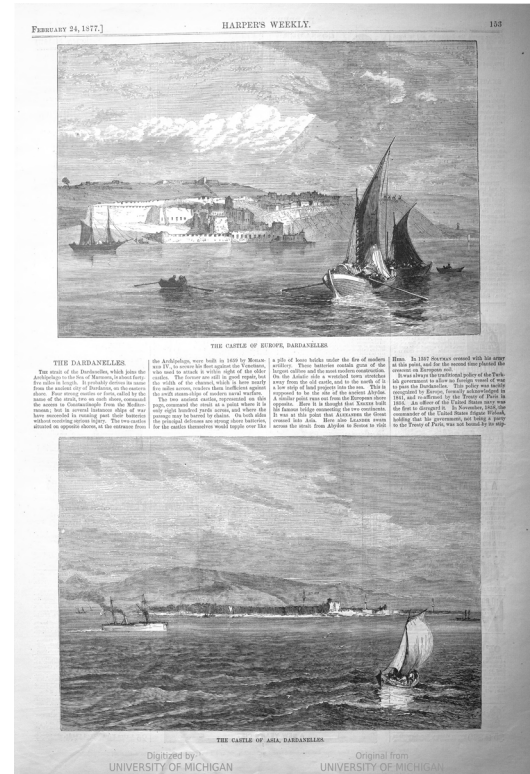 February 24, 1877.]
HARPER'S WEEKLY.
153
THE CASTLE OF EUROPE, DARDANELLES.
THE DARDANELLES.
The strait of the Dardanelles, which joins the
Archipelago to the Sea of Marmora, is about forty-
five miles in length. It probably derives its name
from the ancient city of Dardanus, on the eastern
shore. Four strong castles or forts, called by the
name of the strait, two on each shore, command
the access to Constantinople from the Mediter-
ranean; but in several instances ships of war
have succeeded in running past their batteries
without receiving serious injury. The two castles
situated on opposite shores, at the entrance from
the Archipelago, were built in 1659 by Moham-
med IV., to secure his fleet against the Venetians,
who used to attack it within sight of the older
castles. The former are still in good repair, but
the width of the channel, which is here nearly
five miles across, renders them inefficient against
the swift steam-ships of modern naval warfare.
The two ancient castles, represented on this
page, command the strait at a point where it is
only eight hundred yards across, and where the
passage may be barred by chains. On both sides
the principal defenses are strong shore batteries,
for the castles themselves would topple over like
a pile of loose bricks under the fire of modern
artillery. These batteries contain guns of the
largest calibre and the most modern construction.
On the Asiatic side a wretched town stretches
away from the old castle, and to the north of it
a low strip of land projects into the sea. This is
supposed to be the site of the ancient Abydos.
A similar point runs out from the European shore
opposite. Here it is thought that Xerxes built
his famous bridge connecting the two continents.
It was at this point that Alexander the Great
crossed into Asia. Here also Leander swam
across the strait from Abydos to Sestos to visit
Hero. In 1357 Solyman crossed with his army
at this point, and for the second time planted the
crescent on European soil.
It was always the traditional policy of the Turk-
ish government to allow no foreign vessel of war
to pass the Dardanelles. This policy was tacitly
recognized by Europe, formally acknowledged in
1841, and re-affirmed by the Treaty of Paris in
1856. An officer of the United States navy was
the first to disregard it. In November, 1858, the
commander of the United States frigate Wabash,
holding that his government, not being a party
to the Treaty of Paris, was not bound by its stip-
THE CASTLE OF ASIA, DARDANELLES.
Digitized by
UNIVERSITY OF MICHIGAN
Original from
UNIVERSITY OF MICHIGAN